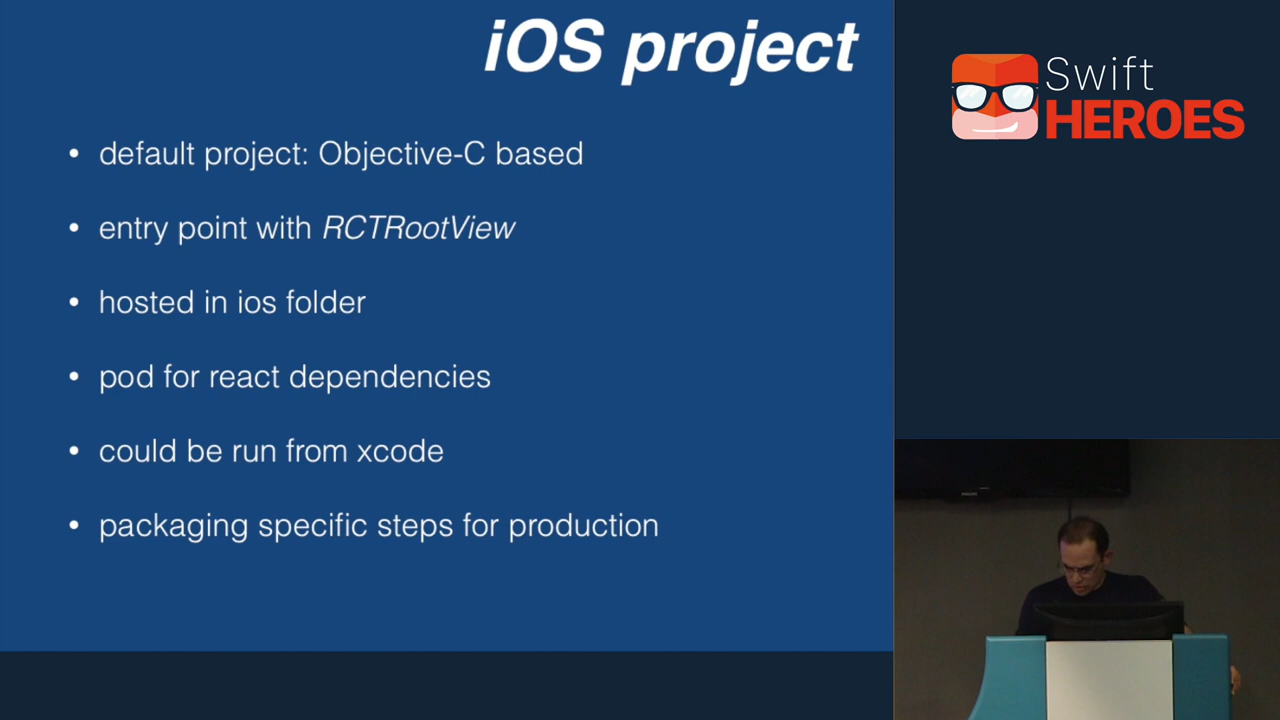 iOS project
• default project: Objective-C based
• entry point with RCTRootView
• hosted in ios folder
• pod for react dependencies
• could be run from xcode
• packaging specific steps for production
Swift
HEROES